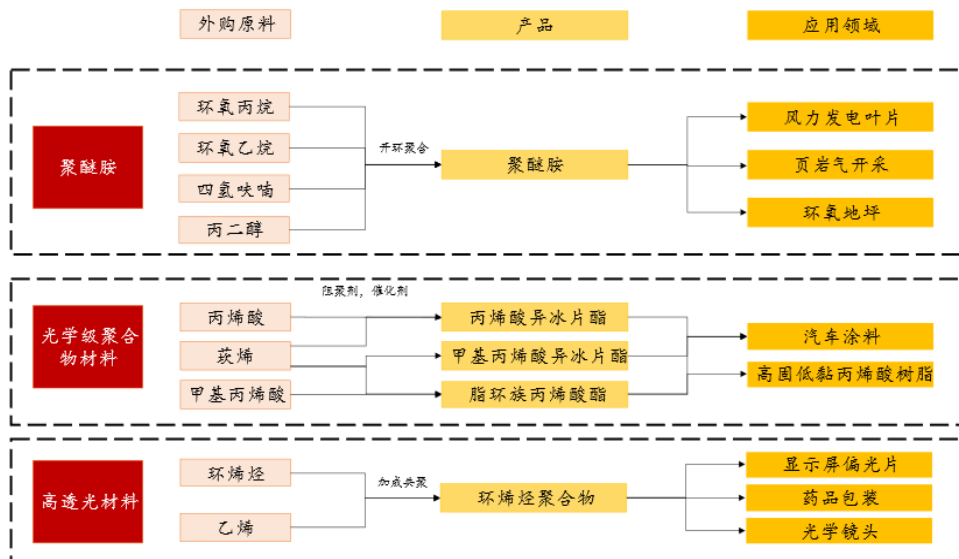 外购原料
产品
应用领域
聚醚胺
环氧丙烷
环氧乙烷
四氢呋喃
丙二醇
开环聚合
聚醚胺
风力发电叶片
页岩气开采
环氧地坪
光学级聚合
物材料
丙烯酸
莰烯
甲基丙烯酸
阻聚剂，催化剂
丙烯酸异冰片酯
甲基丙烯酸异冰片酯
脂环族丙烯酸酯
汽车涂料
高固低黏丙烯酸树脂
高透光材料
环烯烃
乙烯
加成共聚
环烯烃聚合物
显示屏偏光片
药品包装
光学镜头